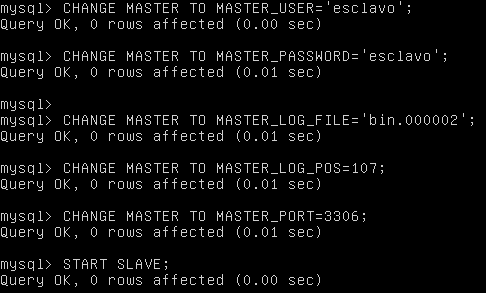 mysql> CHANGE MASTER TO MASTER_USER='esclavo';
Query OK, 0 rows affected (0.00 sec)
mysql> CHANGE MASTER TO MASTER_PASSWORD='esclavo';
Query OK, 0 rows affected (0.01 sec)
mysql>
mysql> CHANGE MASTER TO MASTER_LOG_FILE='bin.000002';
Query OK, 0 rows affected (0.01 sec)
mysql> CHANGE MASTER TO MASTER_LOG_POS=107;
Query OK, 0 rows affected (0.01 sec)
mysql> CHANGE MASTER TO MASTER_PORT=3306;
Query OK, 0 rows affected (0.01 sec)
mysql> START SLAVE;
Query OK, 0 rows affected (0.00 sec)